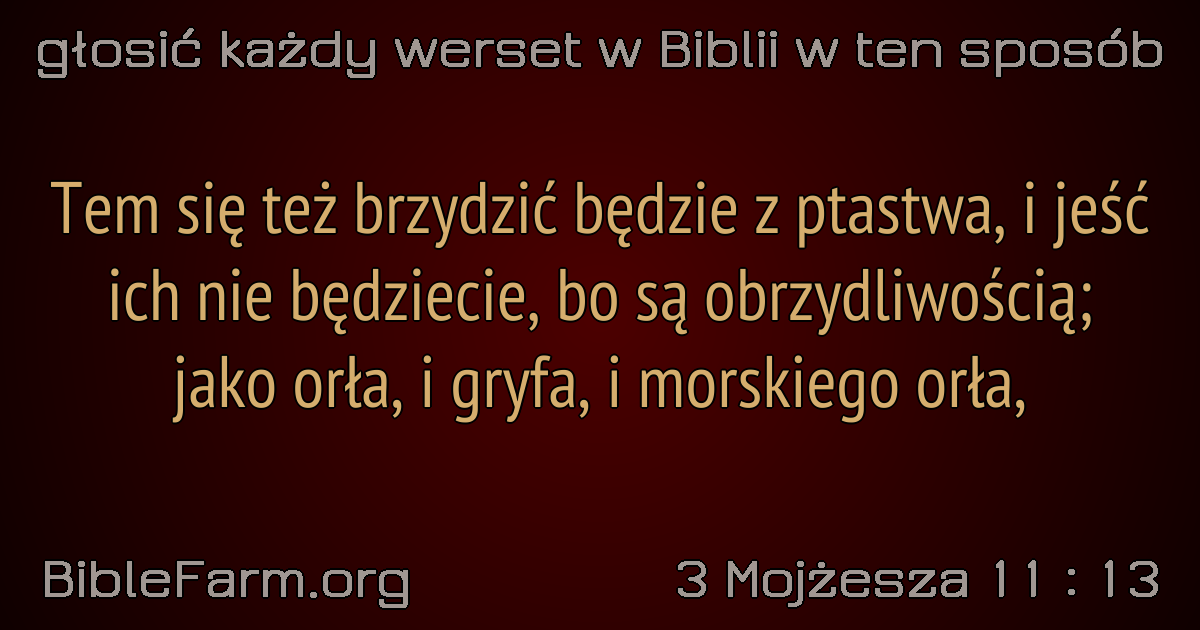 głosić każdy werset w Biblii w ten sposób
Tem się też brzydzić będzie z ptastwa, i jeść
ich nie będziecie, bo są obrzydliwością;
jako orła, i gryfa, i morskiego orła,
BibleFarm.org
3 Mojżesza 11 : 13